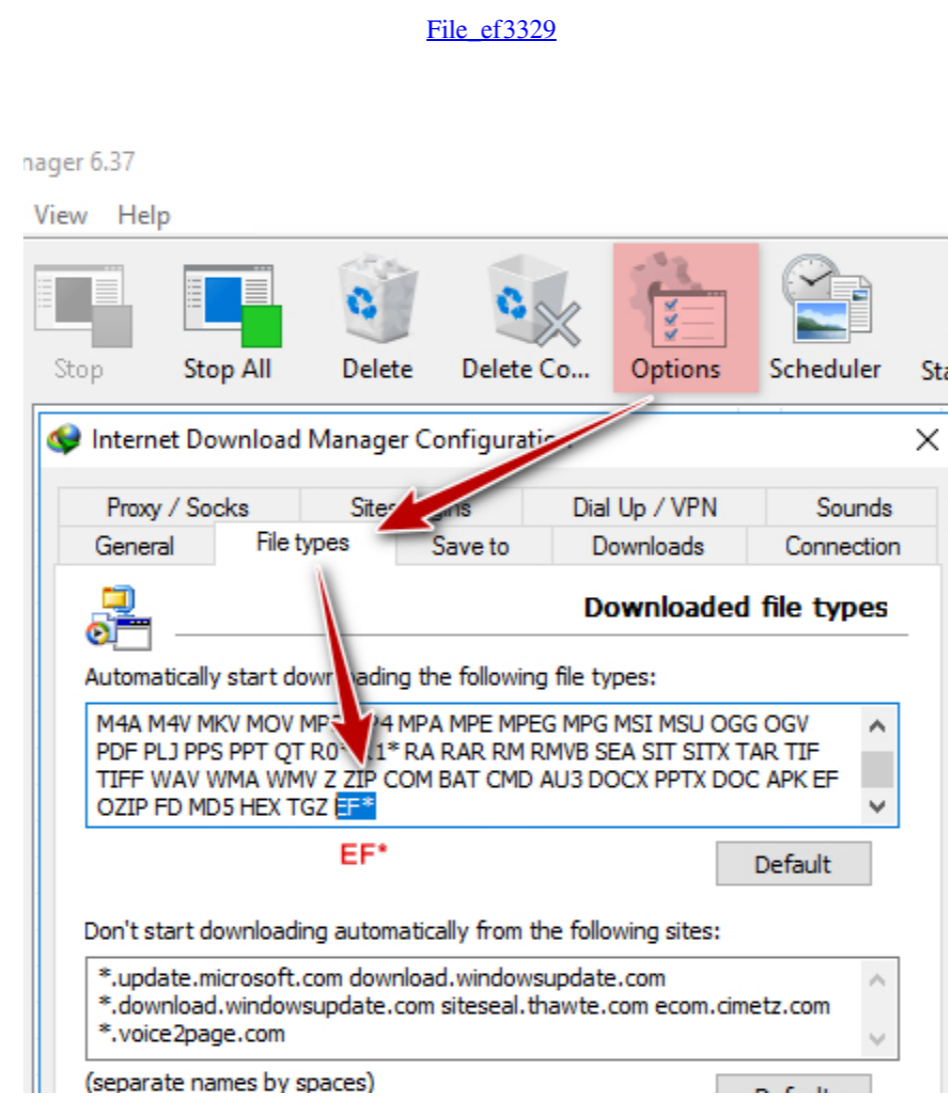 File_ef3329
nager 6.37
View Help
Stop Stop All Delete Delete Co... Options Scheduler Sta
Internet Download Manager
Proxy / Socks Dial Up / VPN Sounds
General File types Save to Downloads Connection
Downloaded file types
Automatically start downloading the following file types:
M4A M4V MKV MOV MPA MPE MPEG MPG MSI MSU OGG OGV
PDF PLJ PPS PPT QT RA RAR RM RMVB SEA SIT SITX TAR TIF
TIFF WAV WMA WMV Z ZIP COM BAT CMD AU3 DOCX PPTX DOC APK EF
OZIP FD MD5 HEX TGZ EF*
EF*
Default
Don't start downloading automatically from the following sites:
*.update.microsoft.com download.windowsupdate.com
*.download.windowsupdate.com siteseal.thawte.com ecom.cimetz.com
*.voice2page.com
(separate names by spaces)